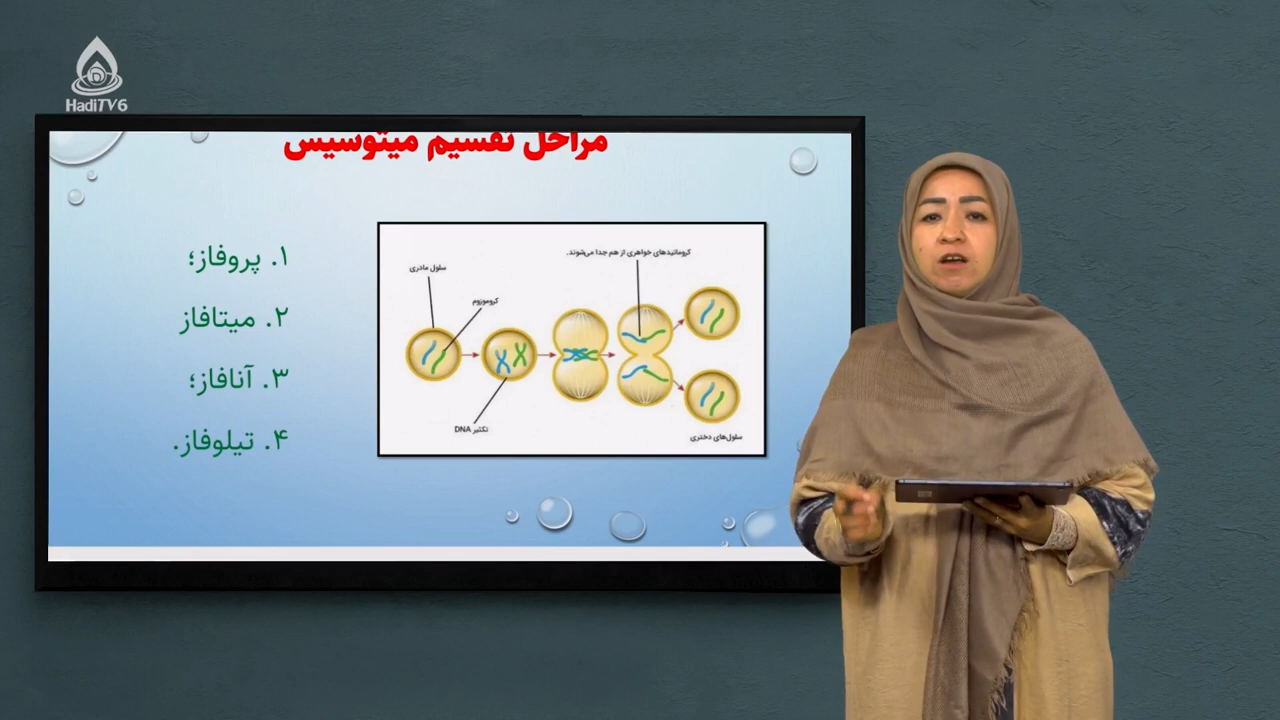 HadiTV6
مراحل تقسیم میتوسیس
۱. پروفاز؛
۲. میتافاز
۳. آنافاز؛
۴. تیلوفاز.
کروماتیدهای خواهری از هم جدا می‌شوند.
سلول مادری
کروموزوم
تکثیر DNA
سلول‌های دختری